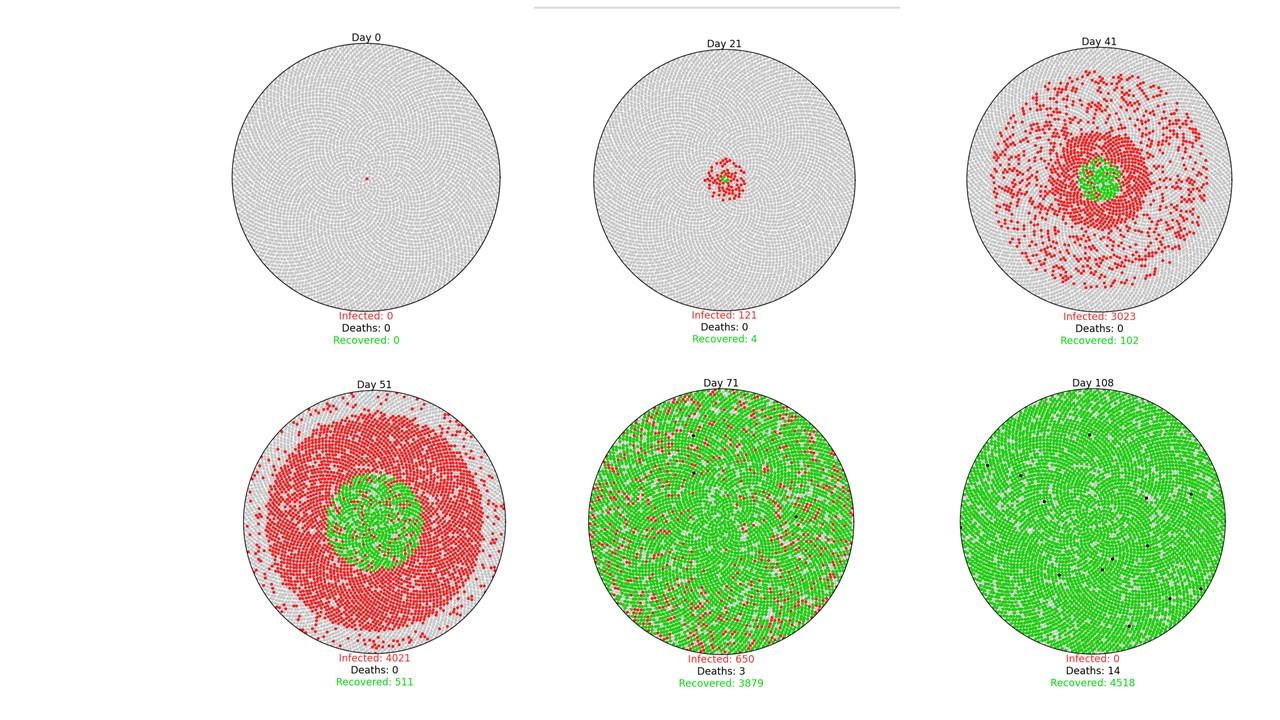 Day 0
Infected: 0
Deaths: 0
Recovered: 0
Day 21
Infected: 121
Deaths: 0
Recovered: 4
Day 41
Infected: 3023
Deaths: 0
Recovered: 102
Day 51
Infected: 4021
Deaths: 0
Recovered: 511
Day 71
Infected: 650
Deaths: 3
Recovered: 3879
Day 108
Infected: 0
Deaths: 14
Recovered: 4518